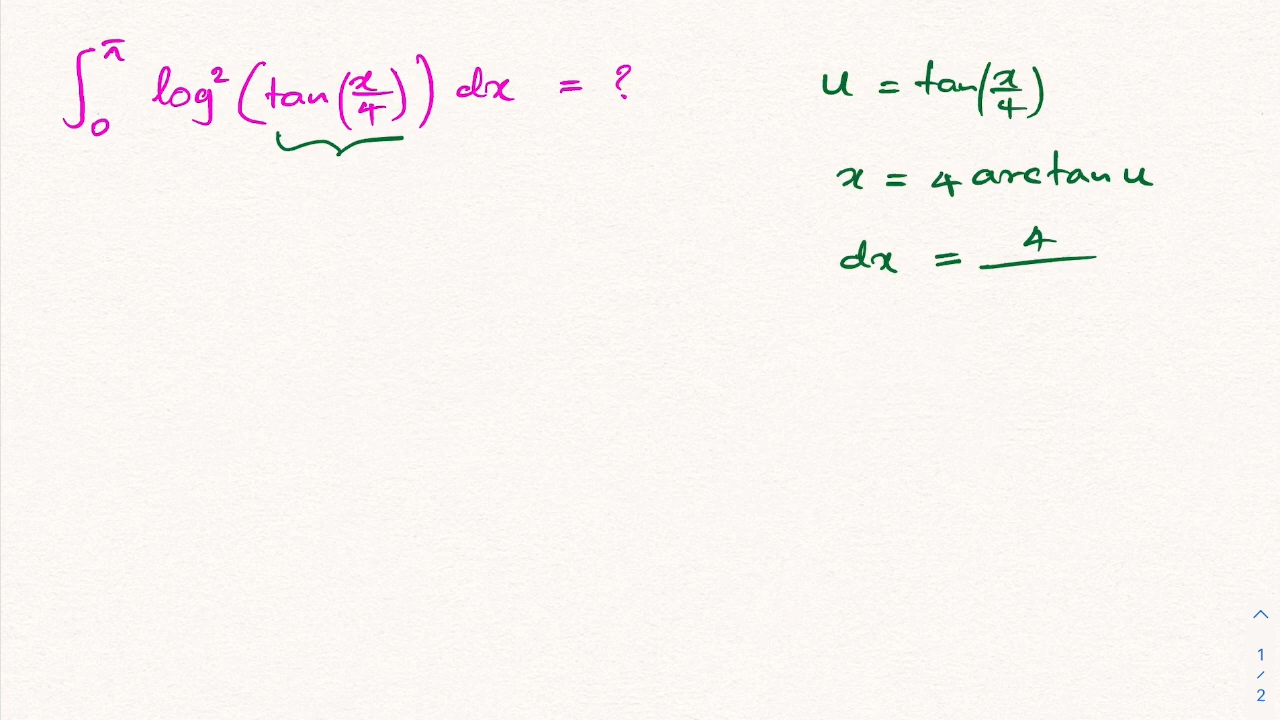 ∫₀^π log² (tan(x/4)) dx = ?
u = tan(x/4)
x = 4 arctan u
dx = 4
1
/
2